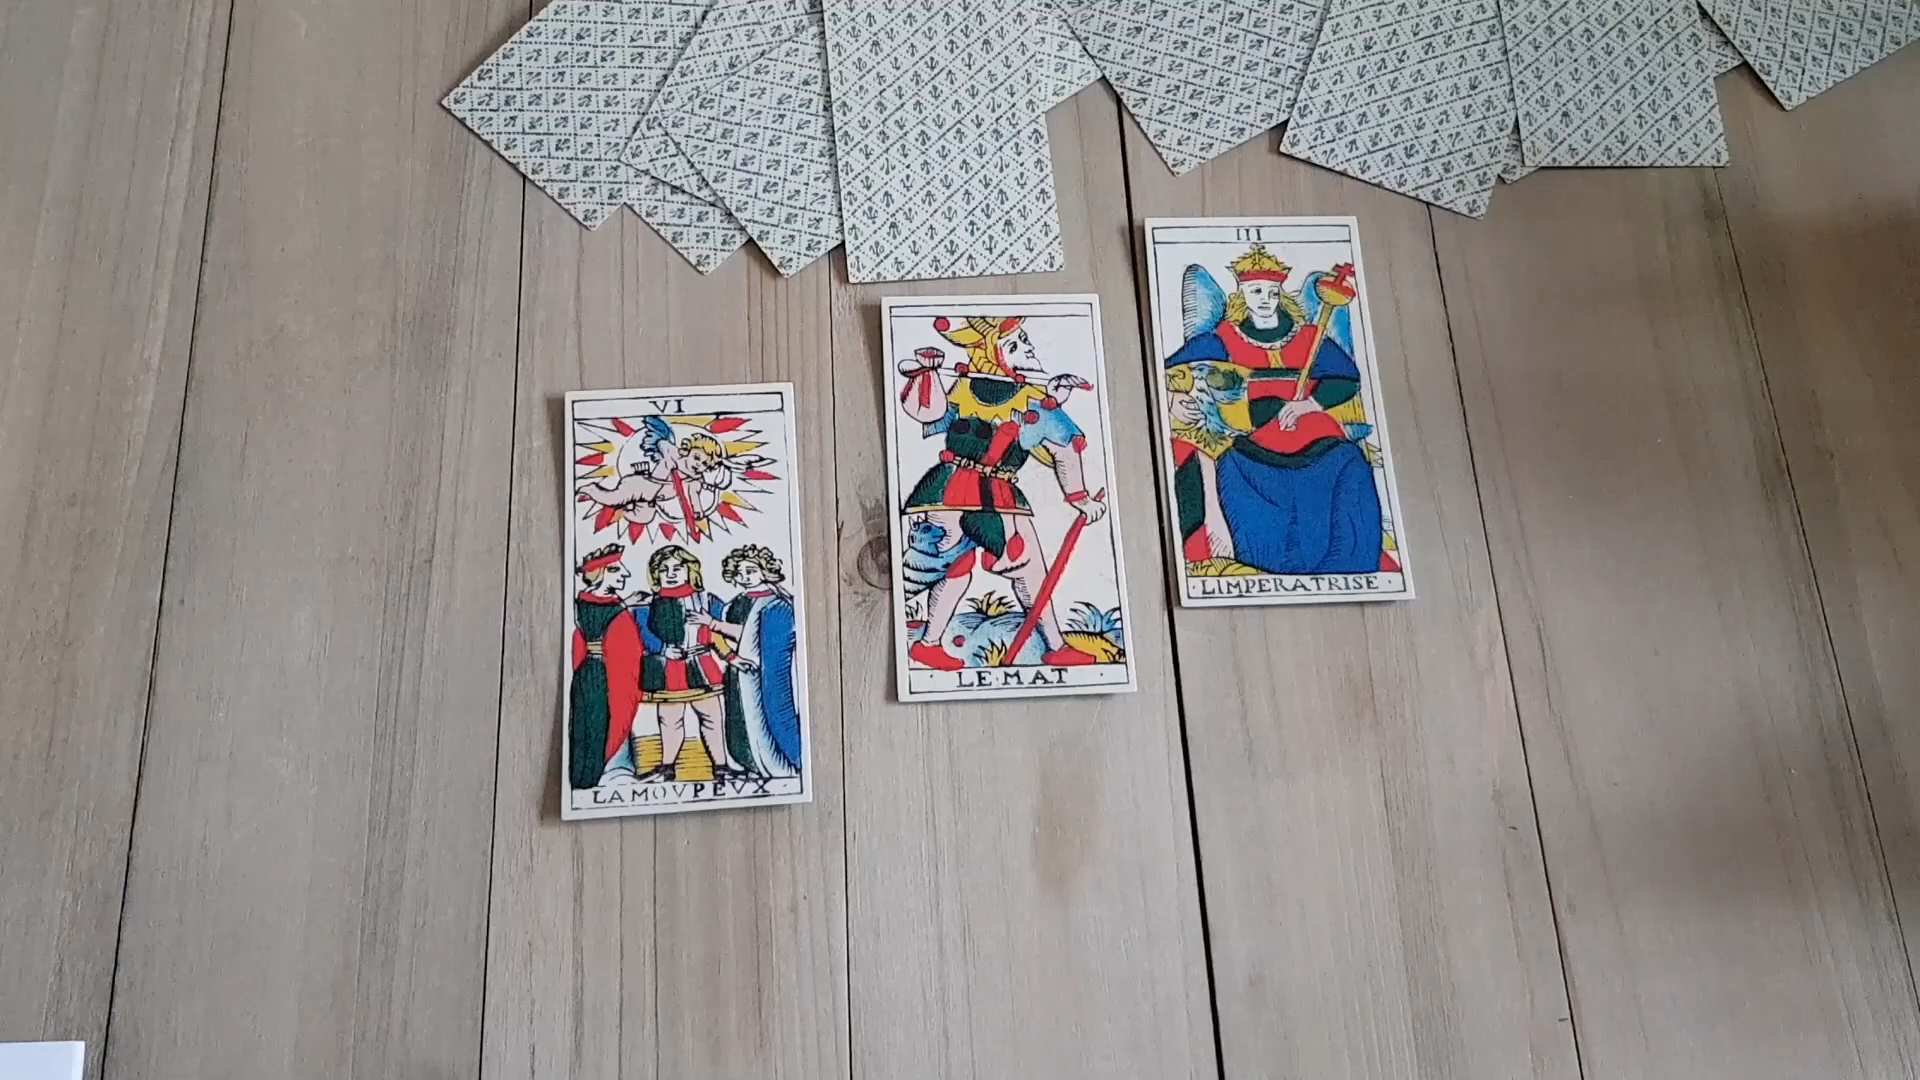 VI
LAMOVPEVX ·
· LE·MAT ·
III
· LIMPERATRISE ·